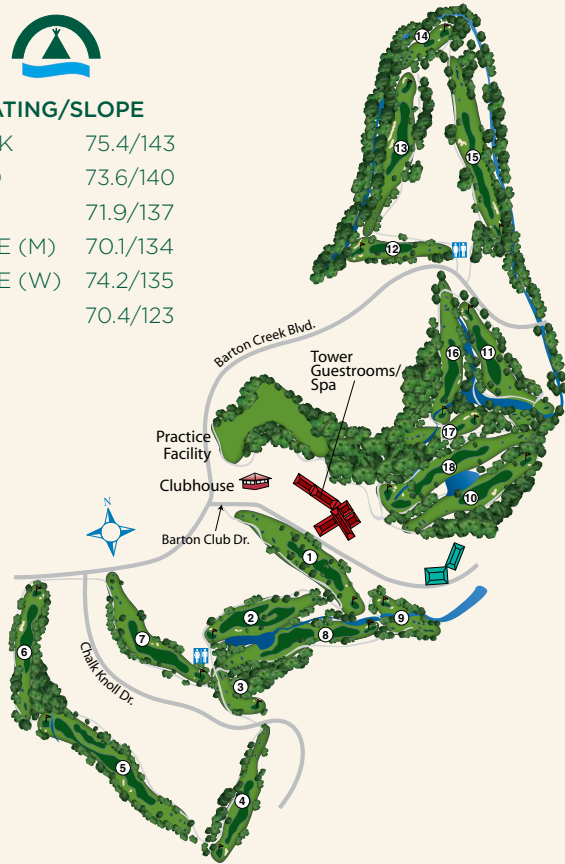 ATING/SLOPE
K 75.4/143
73.6/140
71.9/137
E (M) 70.1/134
E (W) 74.2/135
70.4/123
14
13
15
12
Barton Creek Blvd.
Tower
Guestrooms/
Spa
16
11
17
18
10
Practice
Facility
Clubhouse
N
Barton Club Dr.
1
2
8
9
7
6
Chalk Knoll Dr.
3
5
4